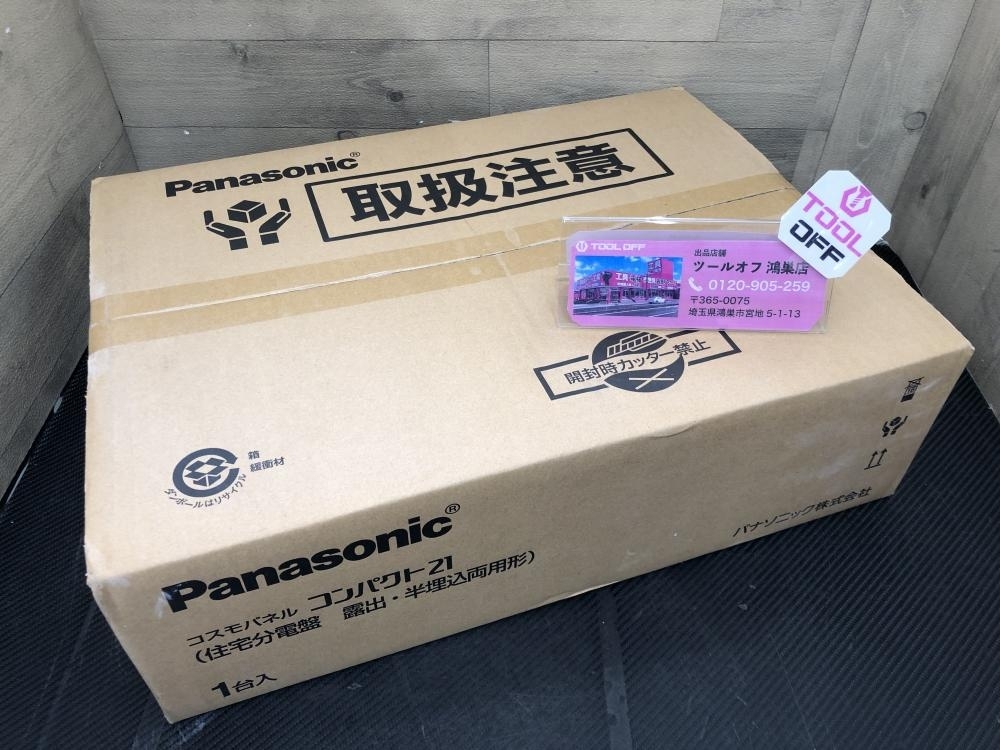 Panasonic®
取扱注意
TOOL OFF
TOOL OFF
出品店舗
ツールオフ 鴻巣店
0120-905-259
〒365-0075
埼玉県鴻巣市宮地 5-1-13
開封時カッター禁止
箱
緩衝材
ダンボールはリサイクル
Panasonic®
コスモパネル コンパクト21
(住宅分電盤 露出・半埋込両用形)
1台入
パナソニック株式会社